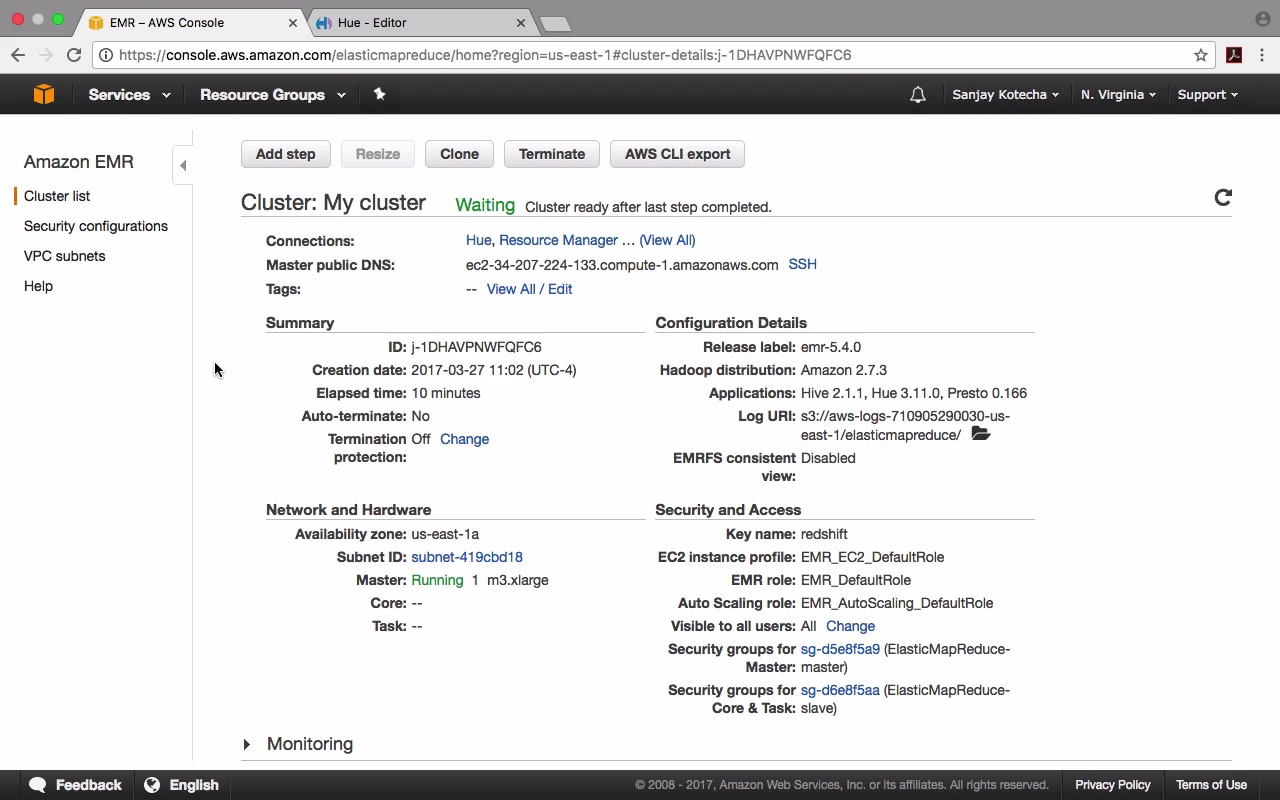 EMR – AWS Console
Hue - Editor
https://console.aws.amazon.com/elasticmapreduce/home?region=us-east-1#cluster-details:j-1DHAVPNWFQFC6
Services Resource Groups Sanjay Kotecha N. Virginia Support
Amazon EMR
Cluster list
Security configurations
VPC subnets
Help
Add step Resize Clone Terminate AWS CLI export
Cluster: My cluster Waiting Cluster ready after last step completed.
Connections: Hue, Resource Manager ... (View All)
Master public DNS: ec2-34-207-224-133.compute-1.amazonaws.com SSH
Tags: -- View All / Edit
Summary
ID: j-1DHAVPNWFQFC6
Creation date: 2017-03-27 11:02 (UTC-4)
Elapsed time: 10 minutes
Auto-terminate: No
Termination Off Change
protection:
Configuration Details
Release label: emr-5.4.0
Hadoop distribution: Amazon 2.7.3
Applications: Hive 2.1.1, Hue 3.11.0, Presto 0.166
Log URI: s3://aws-logs-710905290030-us-
east-1/elasticmapreduce/
EMRFS consistent Disabled
view:
Network and Hardware
Availability zone: us-east-1a
Subnet ID: subnet-419cbd18
Master: Running 1 m3.xlarge
Core: --
Task: --
Security and Access
Key name: redshift
EC2 instance profile: EMR_EC2_DefaultRole
EMR role: EMR_DefaultRole
Auto Scaling role: EMR_AutoScaling_DefaultRole
Visible to all users: All Change
Security groups for sg-d5e8f5a9 (ElasticMapReduce-
Master: master)
Security groups for sg-d6e8f5aa (ElasticMapReduce-
Core & Task: slave)
Monitoring
Feedback English © 2008 - 2017, Amazon Web Services, Inc. or its affiliates. All rights reserved. Privacy Policy Terms of Use